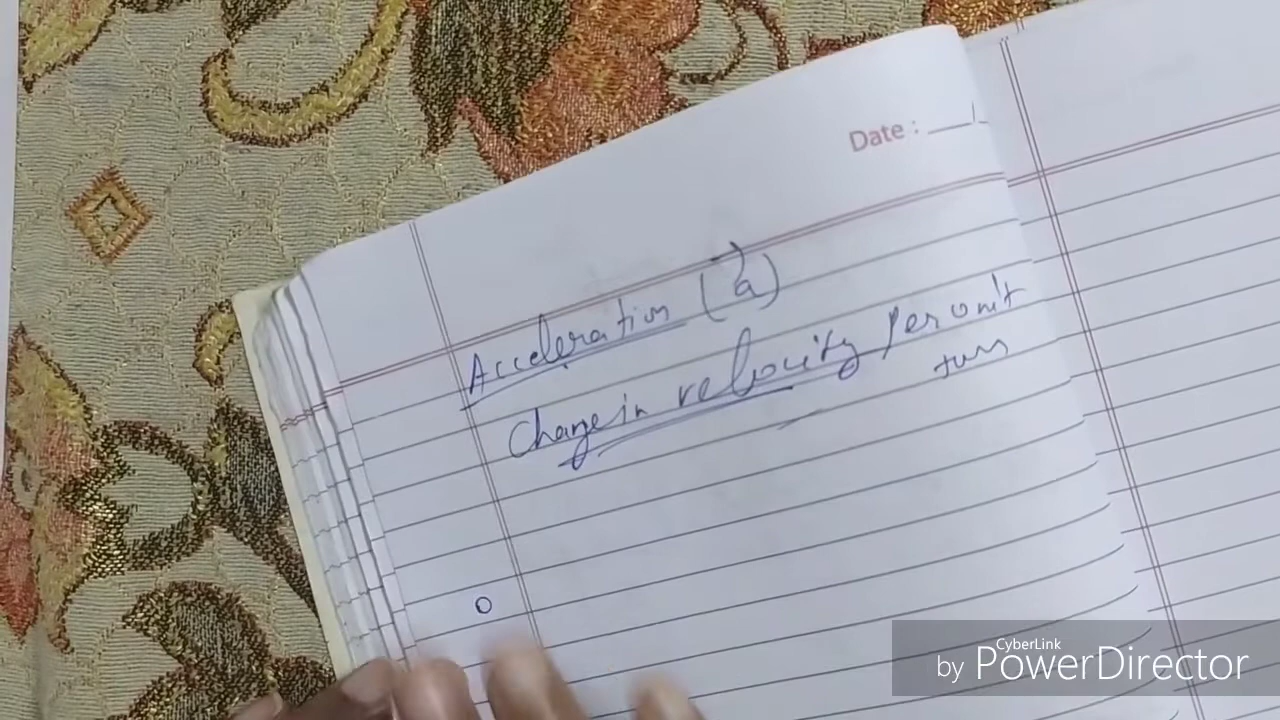 Date :
Acceleration (a⃗)
Change in velocity per unit
time
O
CyberLink
by PowerDirector